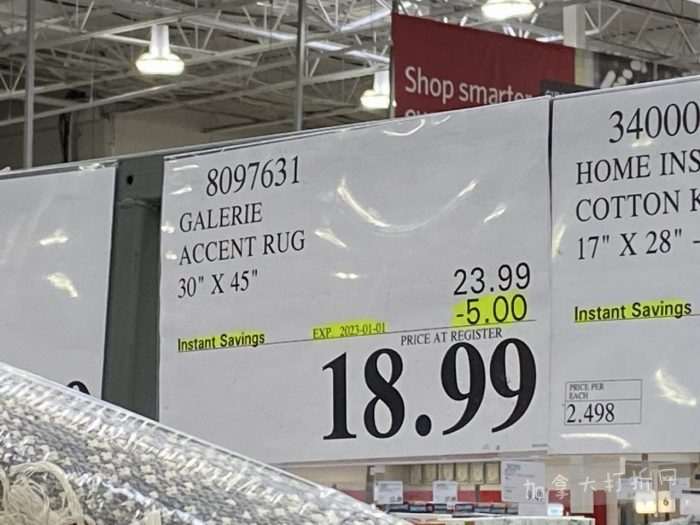 Shop smarter
8097631
GALERIE
ACCENT RUG
30" X 45"
23.99
-5.00
Instant Savings
EXP. 2023-01-01
PRICE AT REGISTER
18.99
34000
HOME INS
COTTON K
17" X 28" -
Instant Savings
PRICE PER
EACH
2.498
加拿大打折网